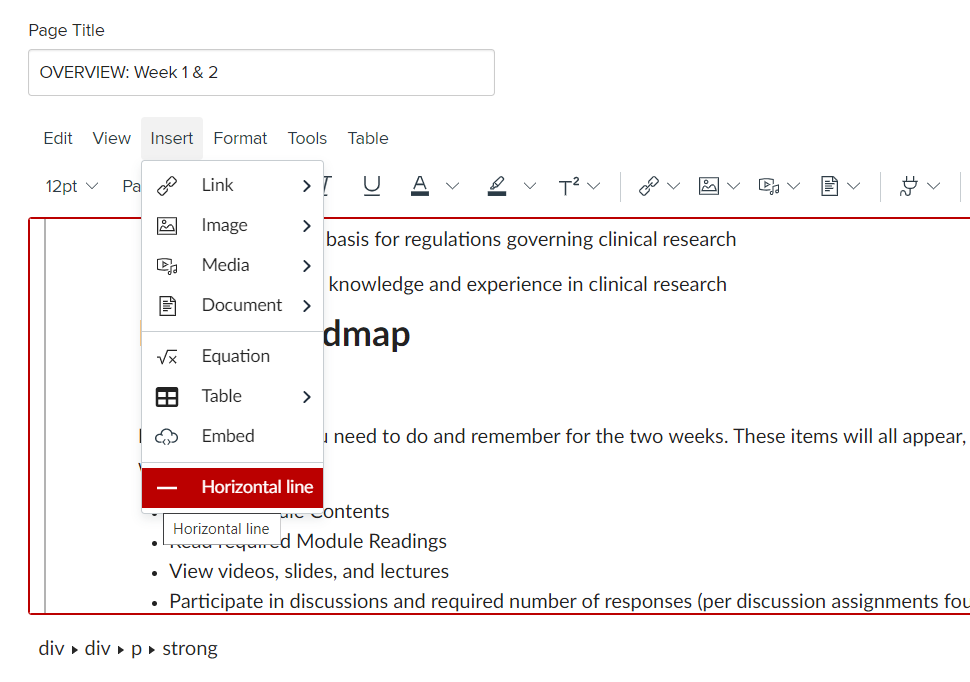 Page Title
OVERVIEW: Week 1 & 2
Edit View Insert Format Tools Table
12pt Pa
Link
Image
Media
Document
Equation
Table
Embed
Horizontal line
Horizontal line
basis for regulations governing clinical research
knowledge and experience in clinical research
dmap
need to do and remember for the two weeks. These items will all appear,
Contents
required Module Readings
View videos, slides, and lectures
Participate in discussions and required number of responses (per discussion assignments fou
div ▸ div ▸ p ▸ strong